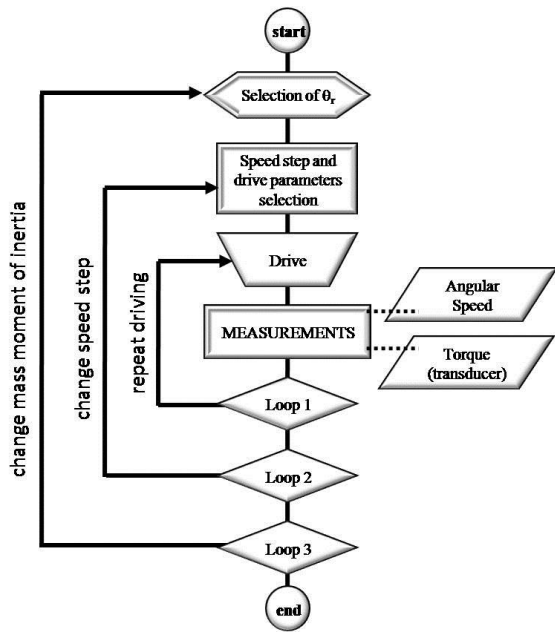 start
Selection of θr
Speed step and
drive parameters
selection
Drive
MEASUREMENTS
Angular
Speed
Torque
(transducer)
Loop 1
Loop 2
Loop 3
end
change mass moment of inertia
change speed step
repeat driving